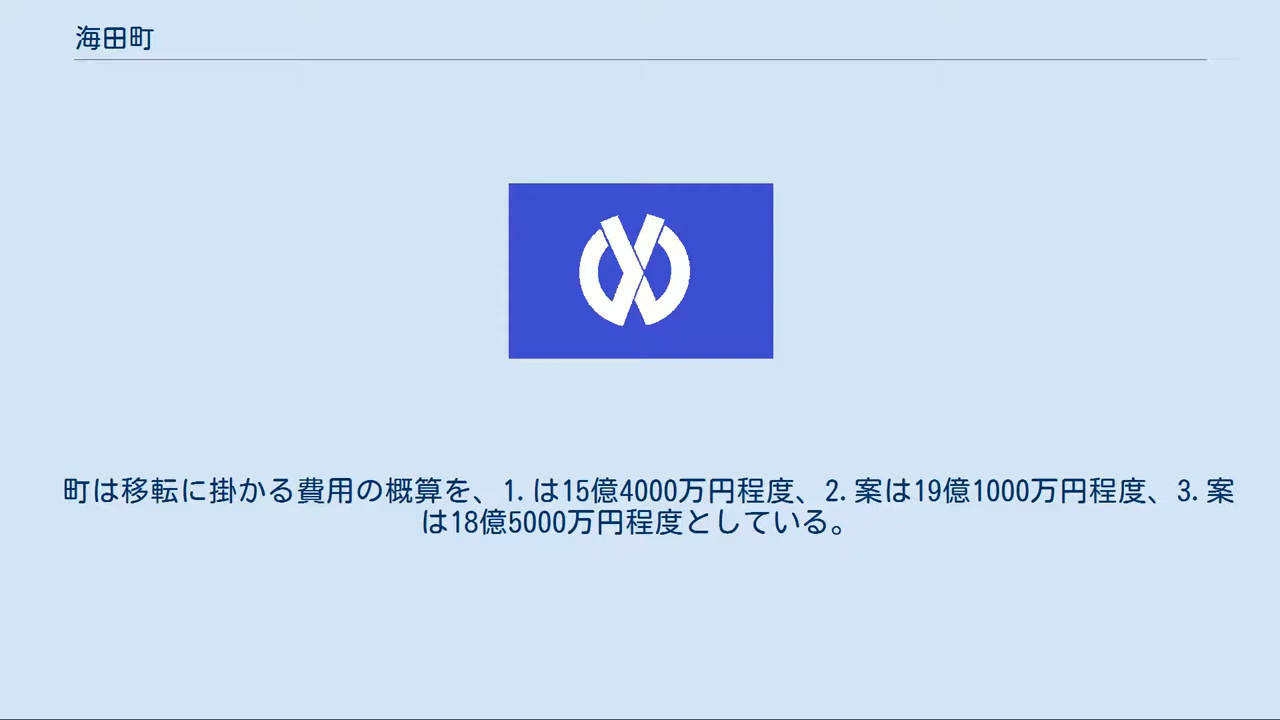 海田町
町は移転に掛かる費用の概算を、1.は15億4000万円程度、2.案は19億1000万円程度、3.案
は18億5000万円程度としている。